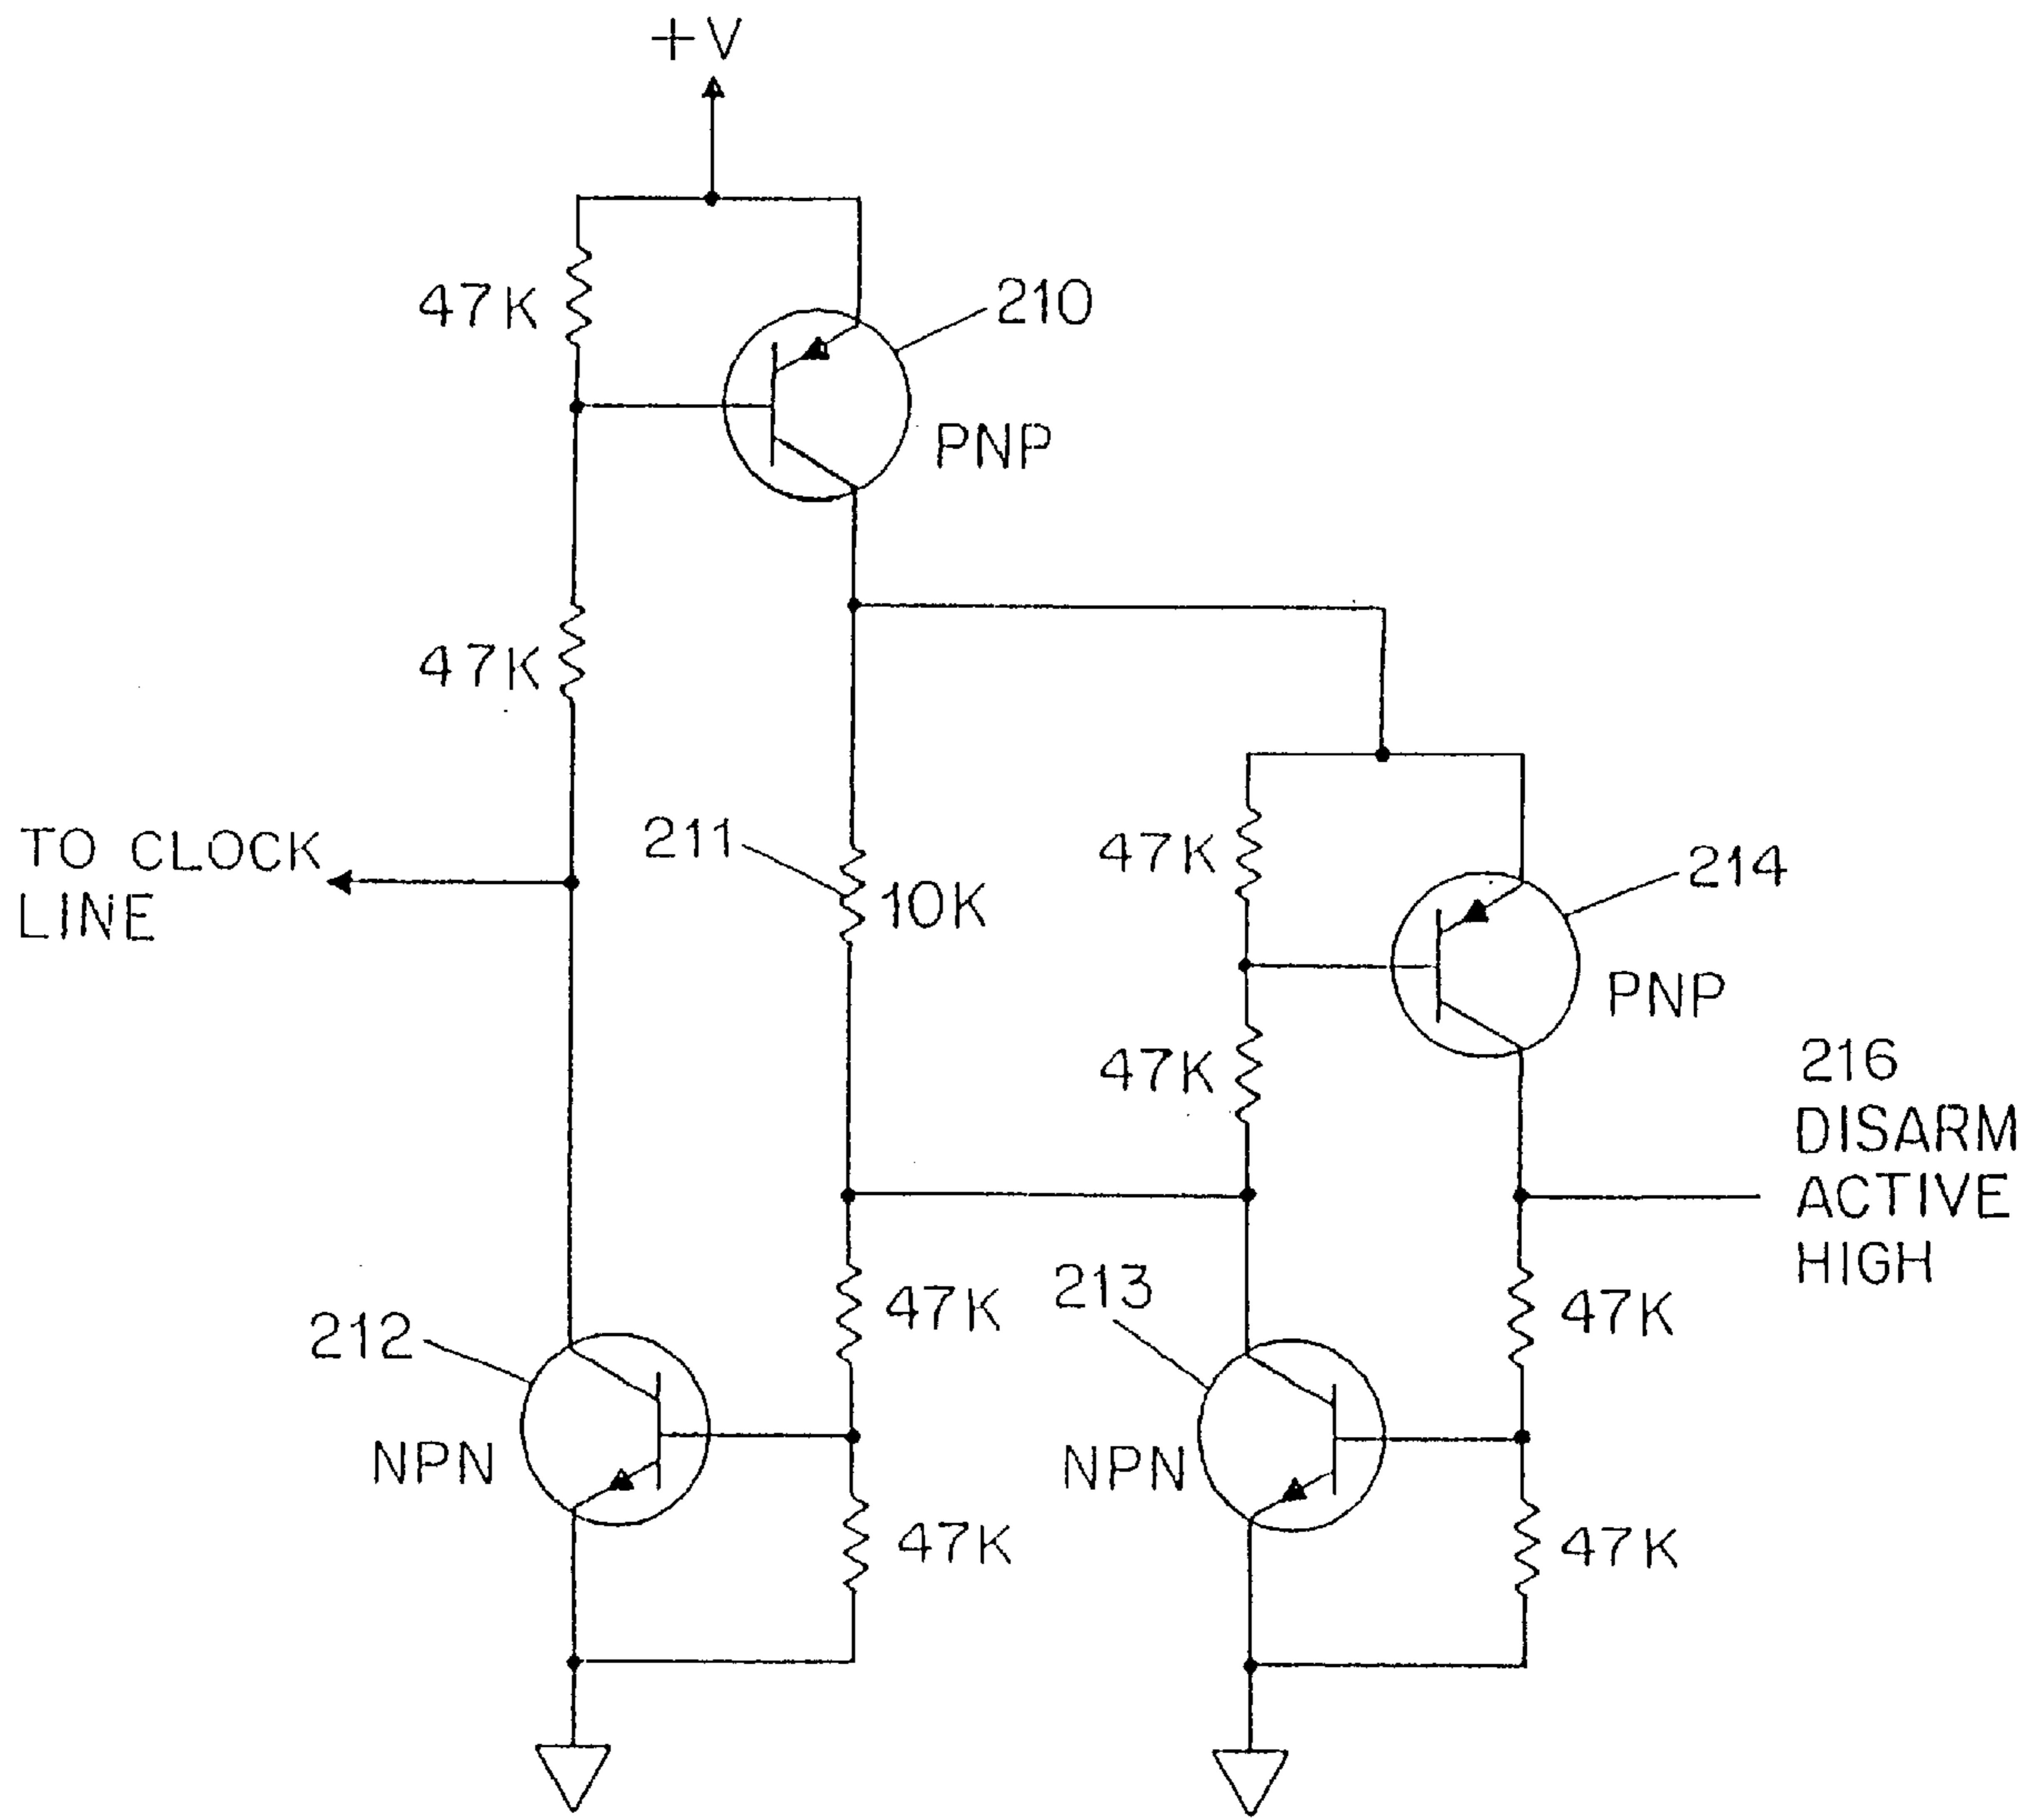 +V
47K
210
PNP
47K
TO CLOCK
LINE
211
10K
47K
214
PNP
47K
216
DISARM
ACTIVE
HIGH
212
NPN
47K
213
NPN
47K
47K
47K